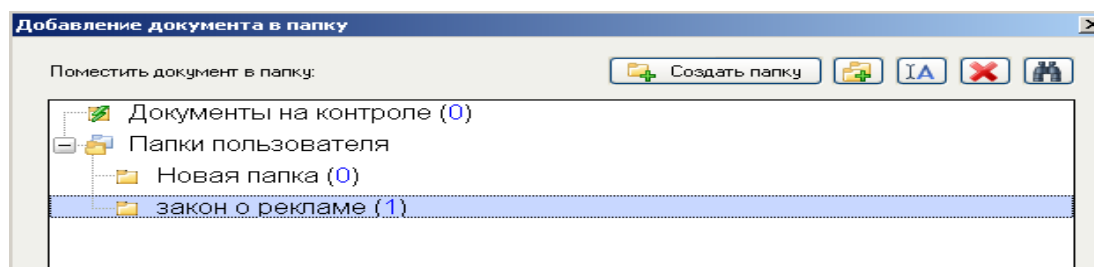 Добавление документа в папку
Поместить документ в папку: Создать папку
Документы на контроле (0)
Папки пользователя
Новая папка (0)
закон о рекламе (1)